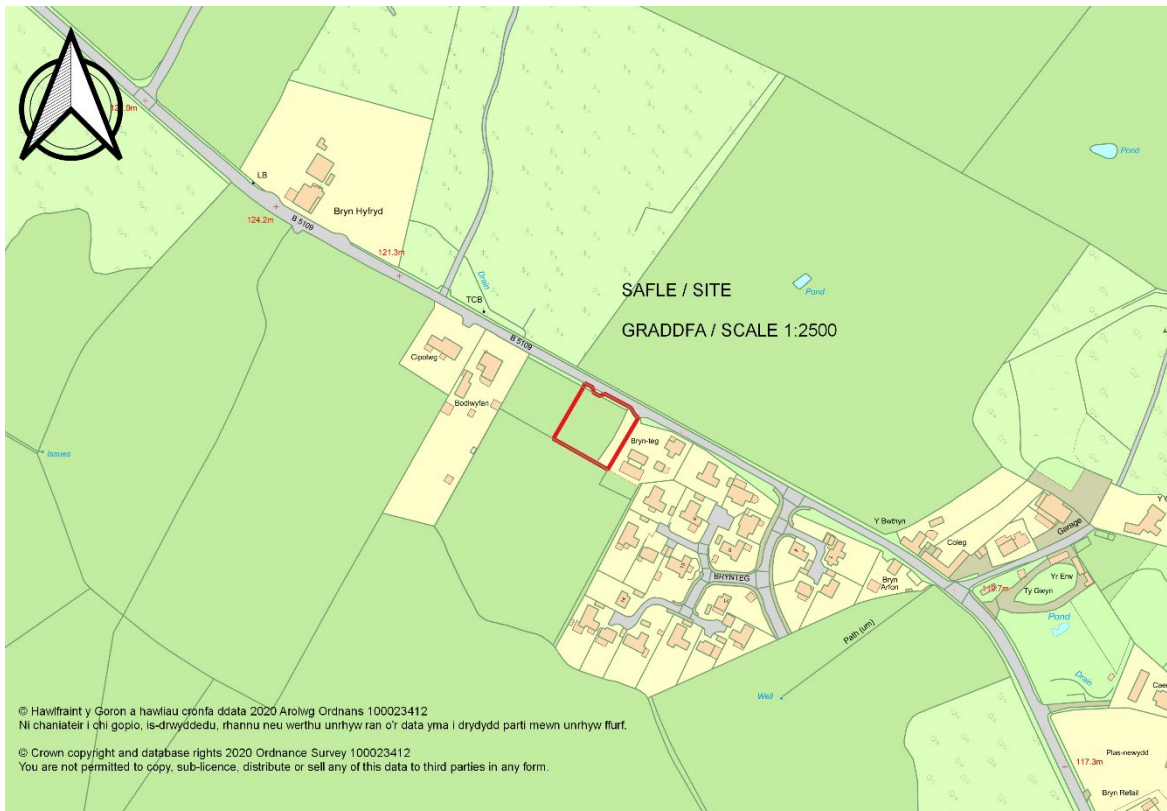 Pond
LB
Bryn Hyfryd
B 5109
124.2m
121.3m
Drain
TCB
SAFLE / SITE
Pond
GRADDFA / SCALE 1:2500
B 5109
Cipolwg
Bodlwyfan
Bryn-teg
Issues
Y Bwthyn
Coleg
Garage
BRYNTEG
Bryn
Arfon
Yr Erw
Ty Gwyn
Path (um)
Pond
Well
Drain
© Hawlfraint y Goron a hawliau cronfa ddata 2020 Arolwg Ordnans 100023412
Ni chaniateir i chi gopio, is-drwyddedu, rhannu neu werthu unrhyw ran o'r data yma i drydydd parti mewn unrhyw ffurf.
© Crown copyright and database rights 2020 Ordnance Survey 100023412
You are not permitted to copy, sub-licence, distribute or sell any of this data to third parties in any form.
Plas-newydd
117.3m
Bryn Refail